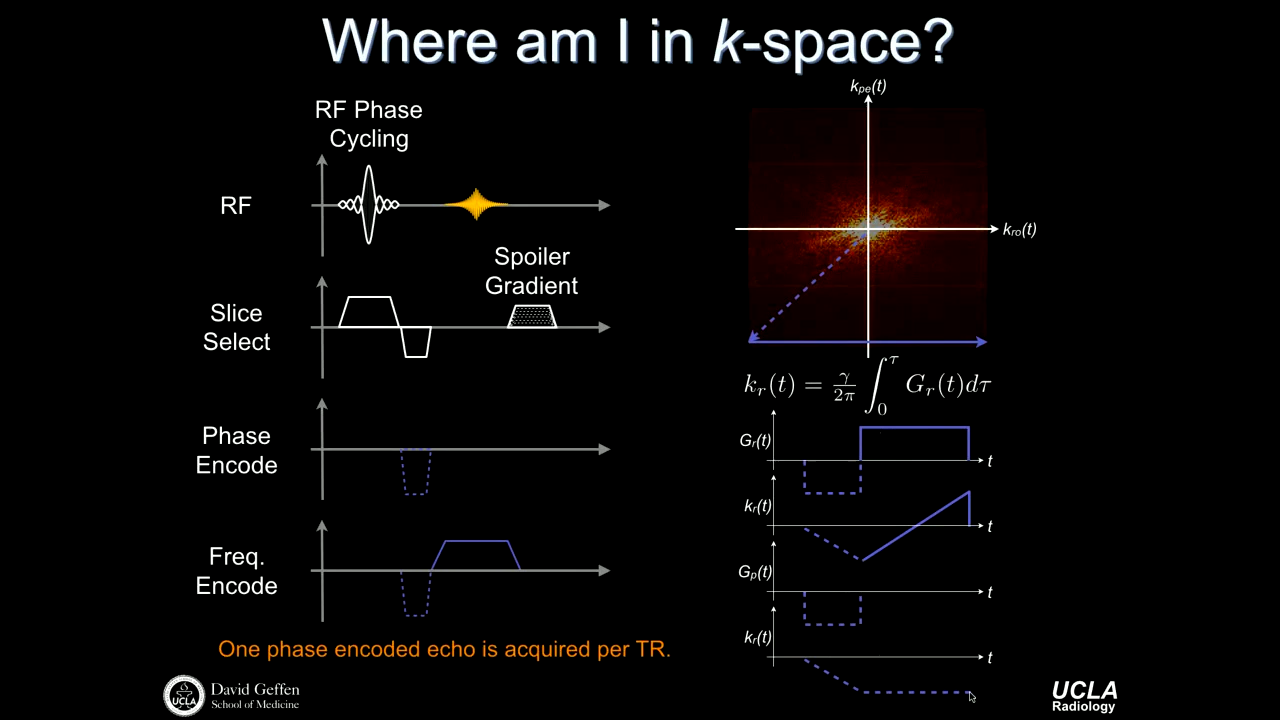 Where am I in k-space?
RF Phase
Cycling
RF
Spoiler
Gradient
Slice
Select
Phase
Encode
Freq.
Encode
One phase encoded echo is acquired per TR.
k_pe(t)
k_ro(t)
k_r(t) = γ/2π ∫_0^τ G_r(t)dτ
G_r(t)
t
k_r(t)
t
G_p(t)
t
k_r(t)
t
UCLA
David Geffen
School of Medicine
UCLA
Radiology